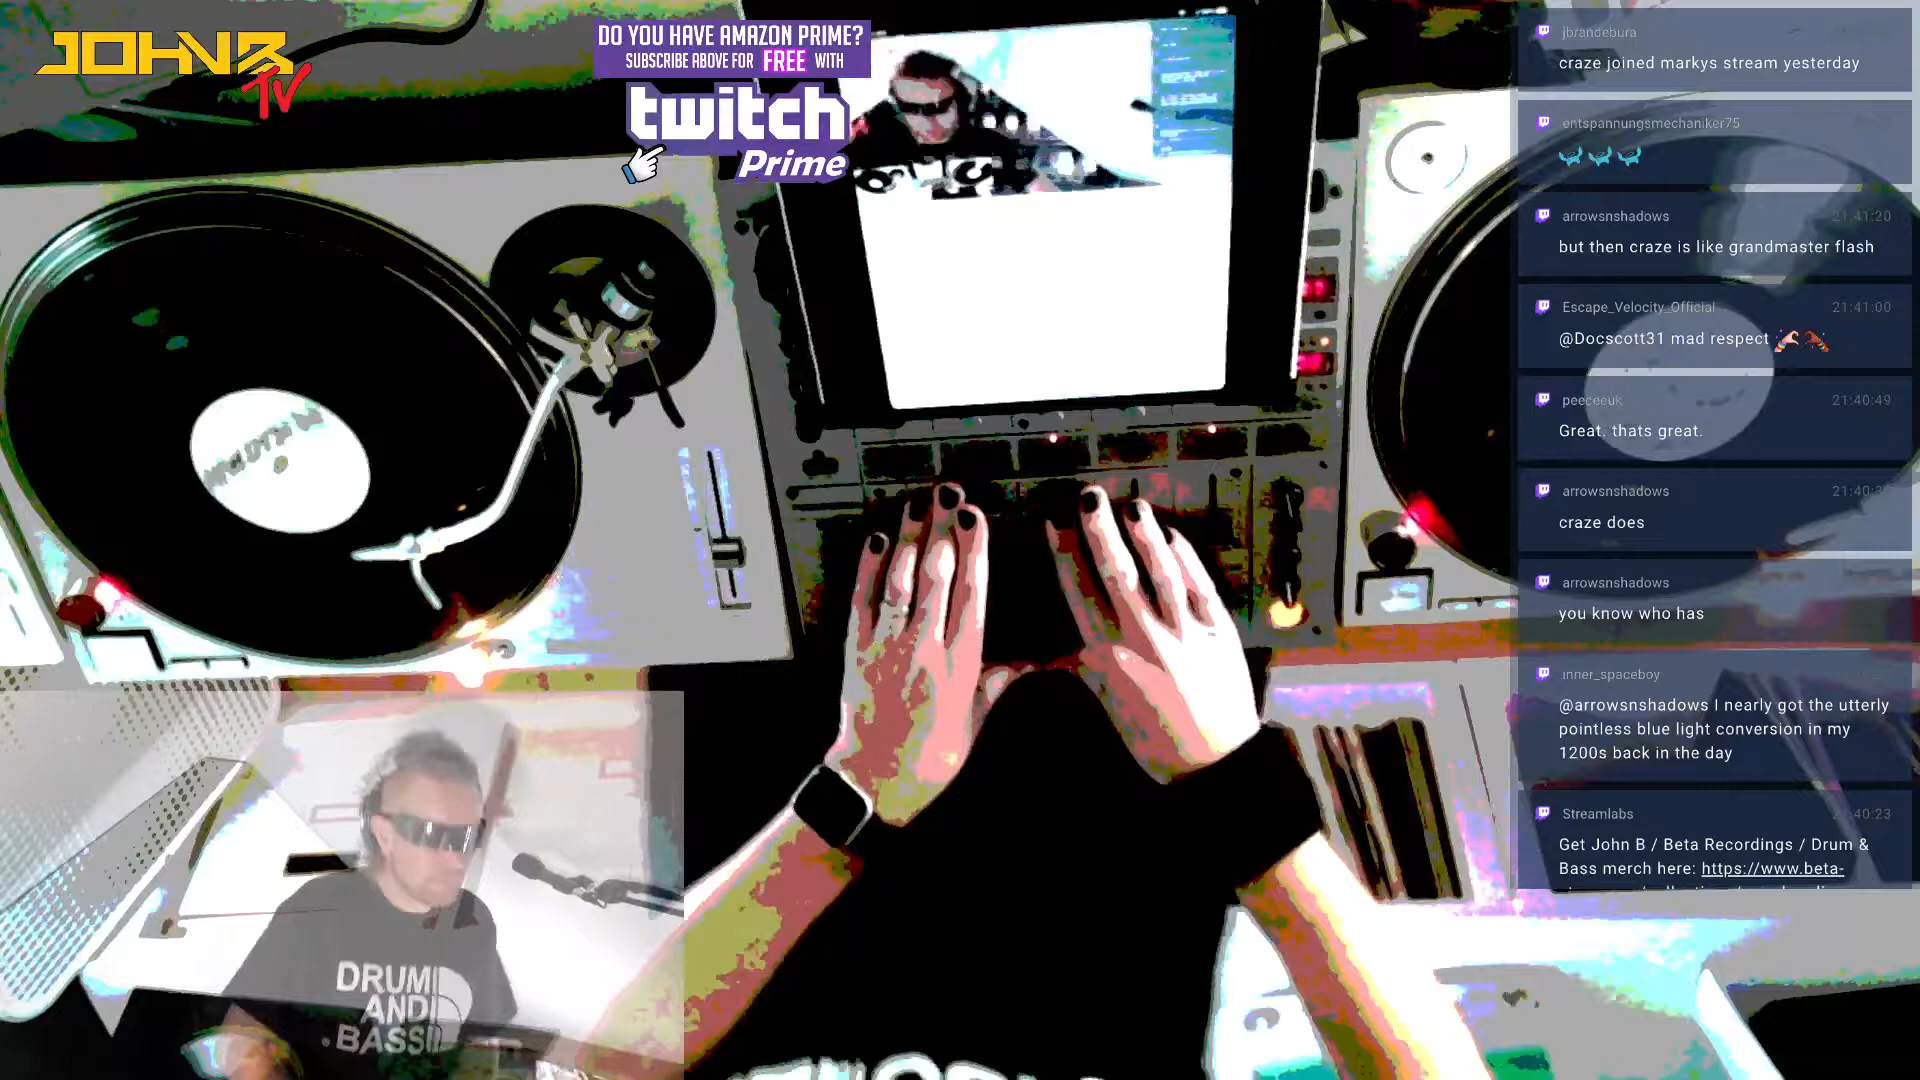 JOHN B
TV
DO YOU HAVE AMAZON PRIME?
SUBSCRIBE ABOVE FOR FREE WITH
twitch
Prime
jbrandebura
craze joined markys stream yesterday
entspannungsmechaniker75
arrowsnshadows 21:41:20
but then craze is like grandmaster flash
Escape_Velocity_Official 21:41:00
@Docscott31 mad respect
peeceeuk 21:40:49
Great. thats great.
arrowsnshadows
craze does
arrowsnshadows
you know who has
inner_spaceboy
@arrowsnshadows I nearly got the utterly
pointless blue light conversion in my
1200s back in the day
Streamlabs 21:40:23
Get John B / Beta Recordings / Drum &
Bass merch here: https://www.beta-
DRUM
AND
BASS